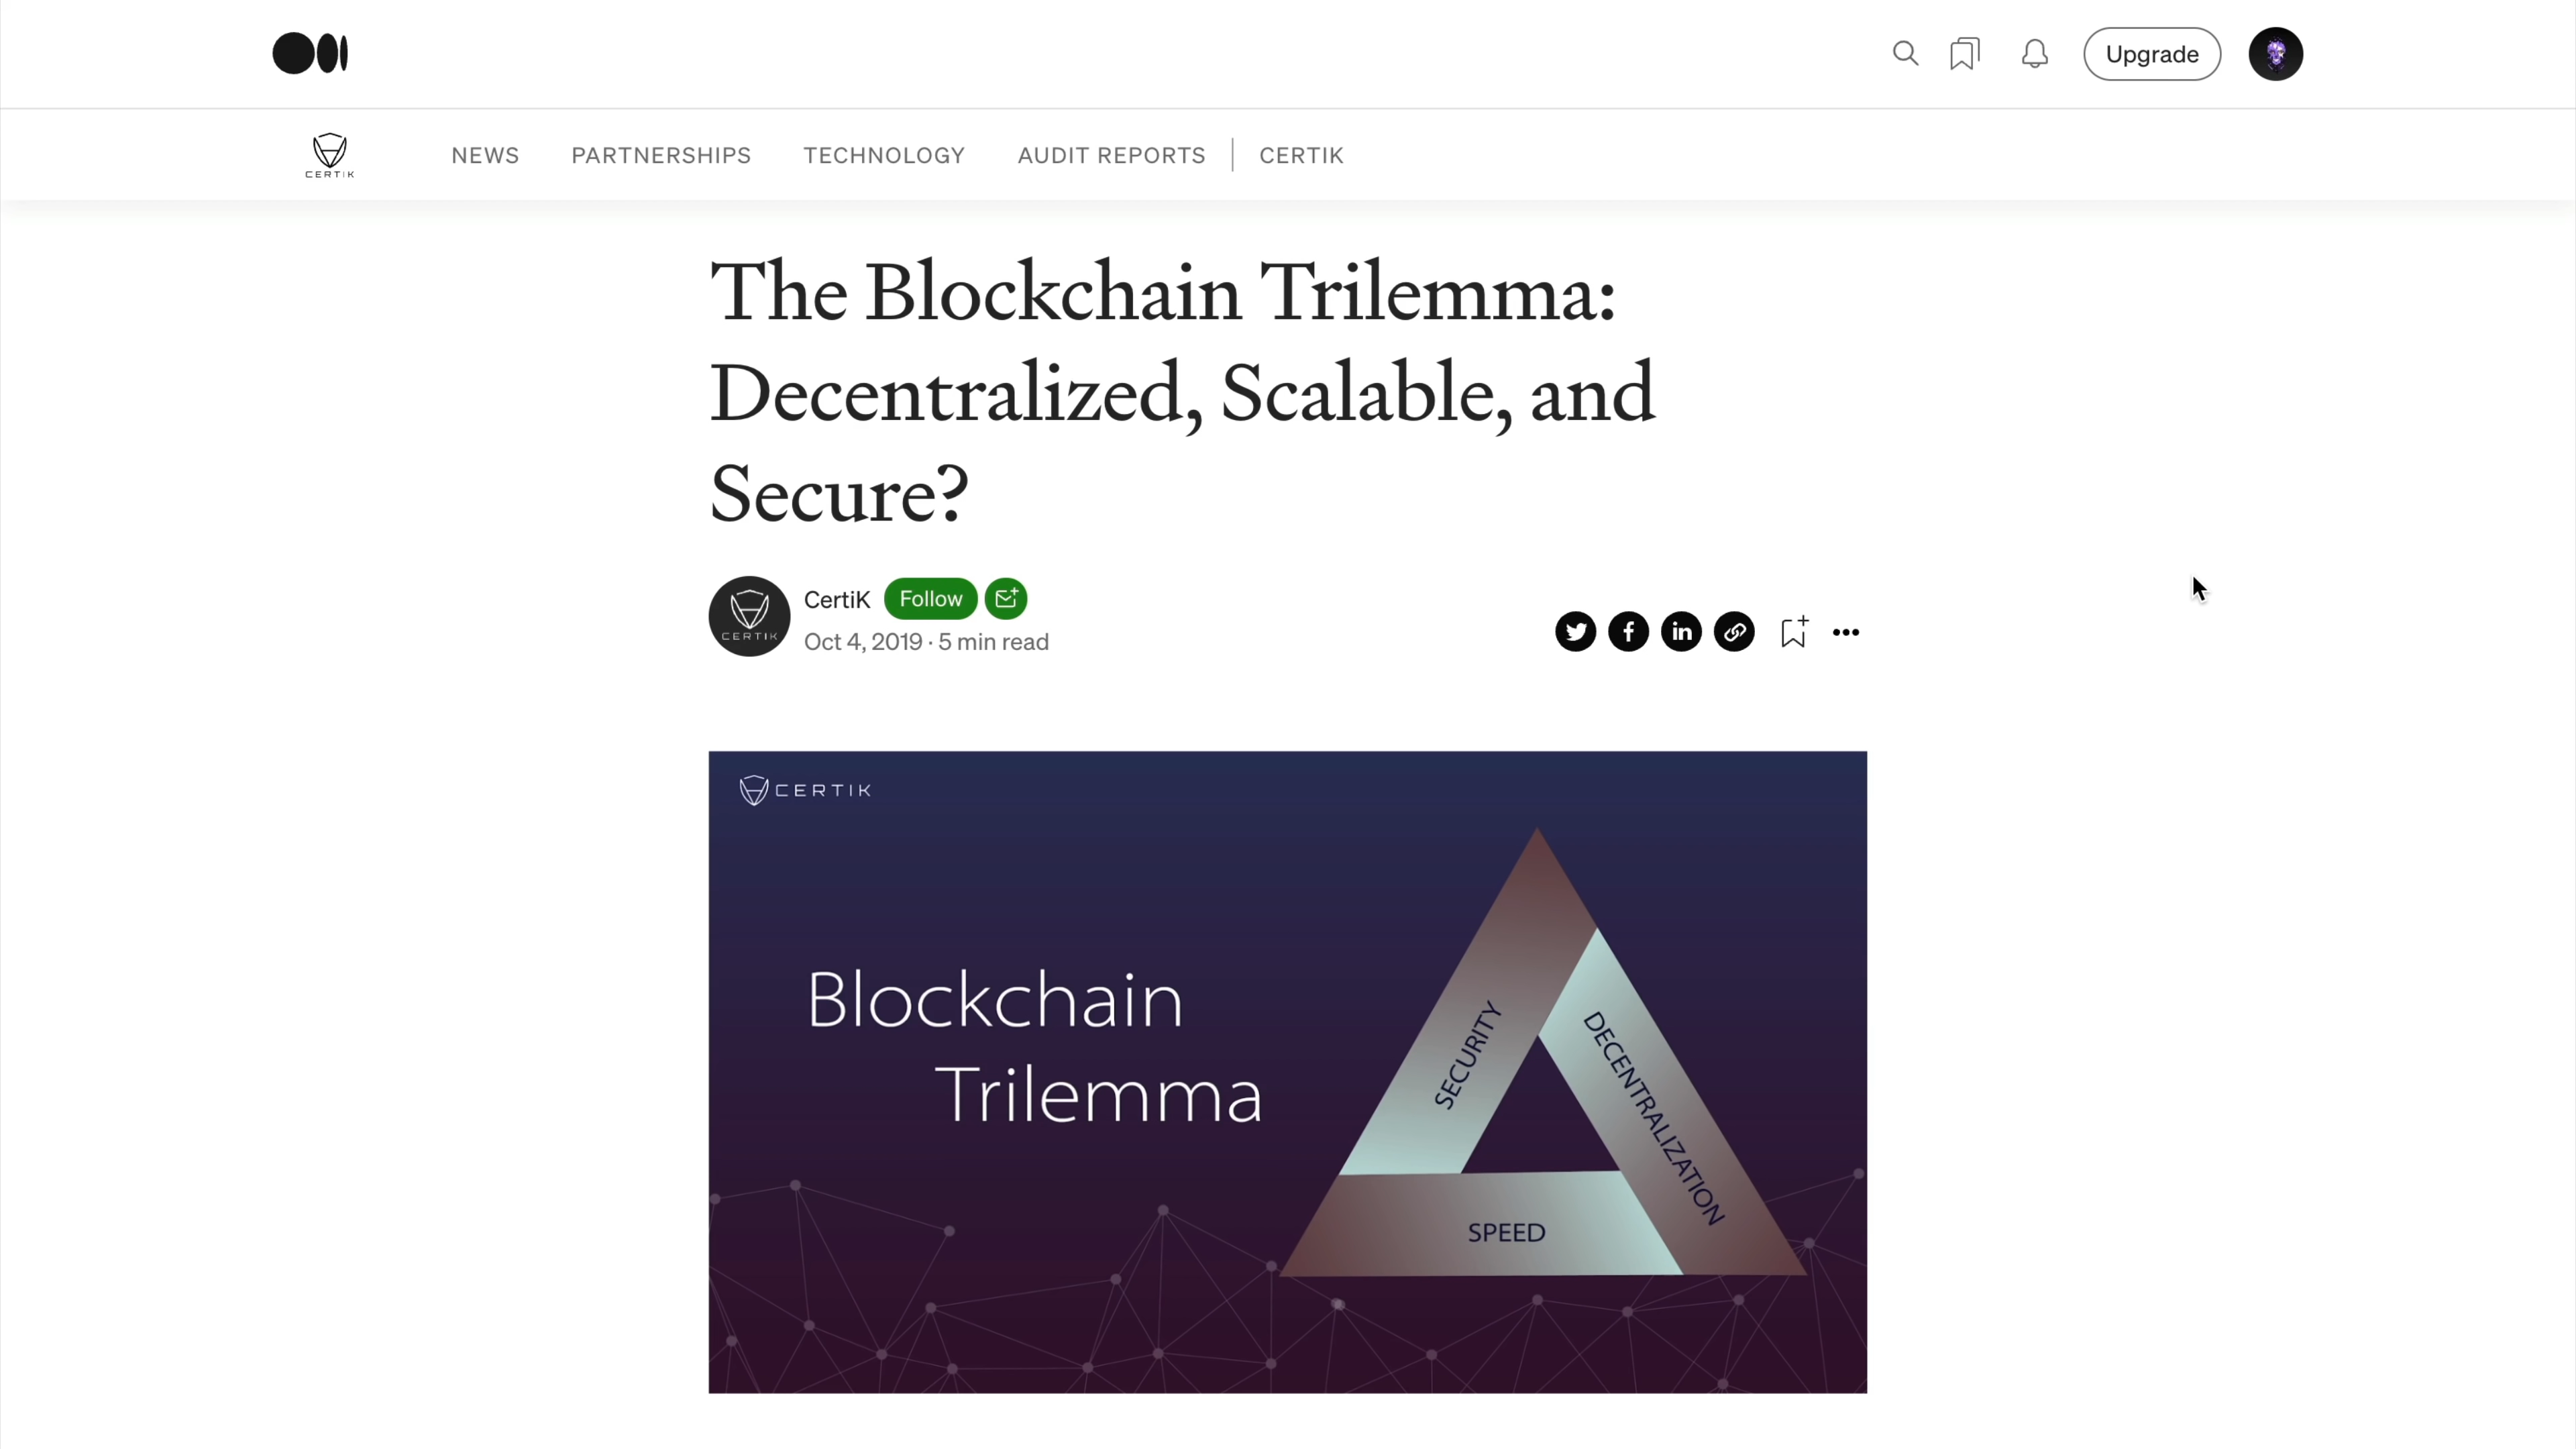 Upgrade
CERTIK
NEWS PARTNERSHIPS TECHNOLOGY AUDIT REPORTS CERTIK
The Blockchain Trilemma:
Decentralized, Scalable, and
Secure?
CERTIK
CertiK Follow
Oct 4, 2019 · 5 min read
CERTIK
Blockchain
Trilemma
SECURITY
DECENTRALIZATION
SPEED